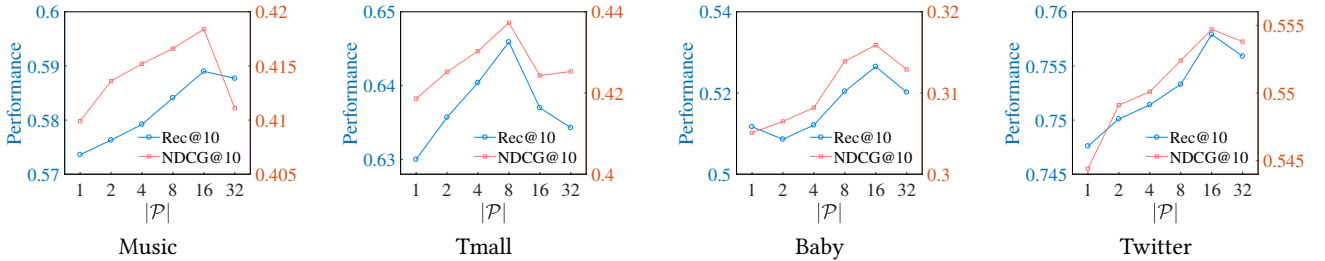 0.6
0.59
0.58
0.57
Performance
0.42
0.415
0.41
0.405
Rec@10
NDCG@10
1 2 4 8 16 32
|𝒫|
Music
0.65
0.64
0.63
Performance
0.44
0.42
0.4
Rec@10
NDCG@10
1 2 4 8 16 32
|𝒫|
Tmall
0.54
0.52
0.5
Performance
0.32
0.31
0.3
Rec@10
NDCG@10
1 2 4 8 16 32
|𝒫|
Baby
0.76
0.755
0.75
0.745
Performance
0.555
0.55
0.545
Rec@10
NDCG@10
1 2 4 8 16 32
|𝒫|
Twitter